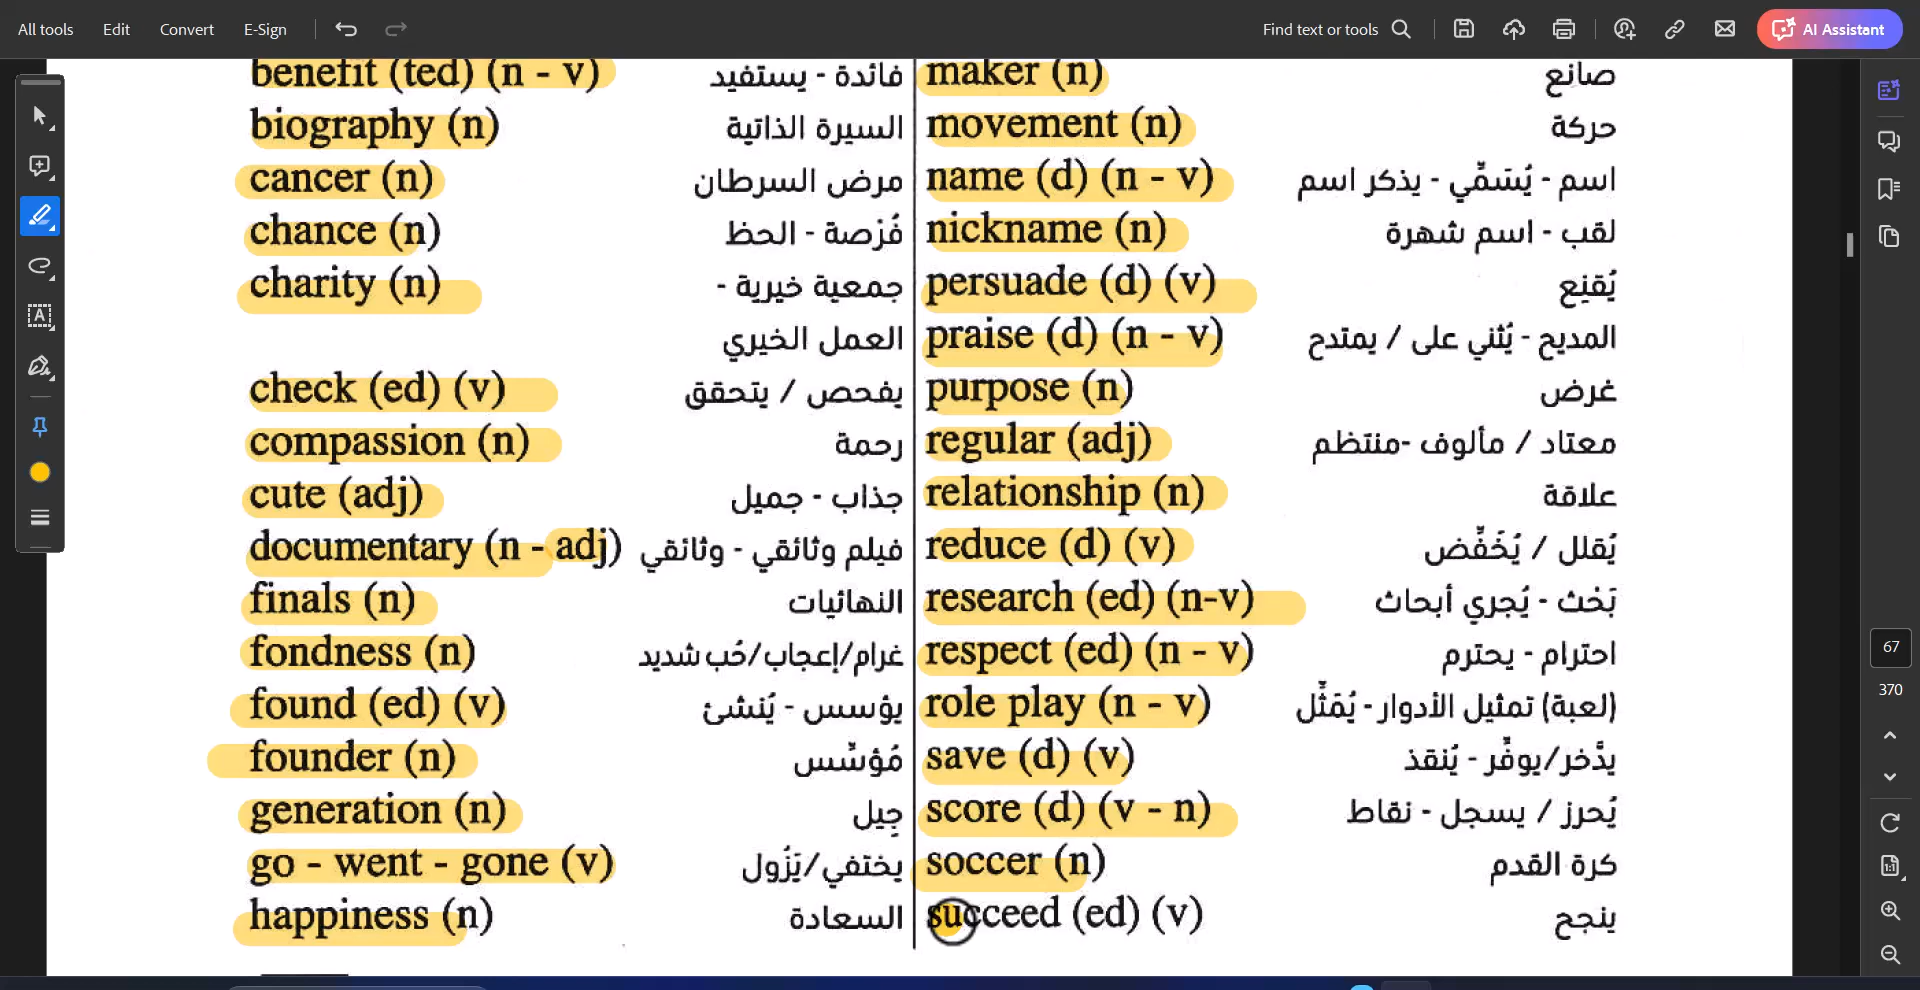 All tools Edit Convert E-Sign Find text or tools AI Assistant
benefit (ted) (n - v) فائدة - يستفيد
biography (n) السيرة الذاتية
cancer (n) مرض السرطان
chance (n) فُرْصة - الحظ
charity (n) جمعية خيرية -
العمل الخيري
check (ed) (v) يفحص / يتحقق
compassion (n) رحمة
cute (adj) جذاب - جميل
documentary (n - adj) فيلم وثائقي - وثائقي
finals (n) النهائيات
fondness (n) غرام/إعجاب/حُب شديد
found (ed) (v) يؤسس - يُنشئ
founder (n) مُؤسِّس
generation (n) جِيل
go - went - gone (v) يختفي/يَزُول
happiness (n) السعادة
maker (n) صانع
movement (n) حركة
name (d) (n - v) اسم - يُسَمِّي - يذكر اسم
nickname (n) لقب - اسم شهرة
persuade (d) (v) يُقنِع
praise (d) (n - v) المديح - يُثني على / يمتدح
purpose (n) غرض
regular (adj) معتاد / مألوف -منتظم
relationship (n) علاقة
reduce (d) (v) يُقلل / يُخَفِّض
research (ed) (n-v) بَحْث - يُجري أبحاث
respect (ed) (n - v) احترام - يحترم
role play (n - v) (لعبة) تمثيل الأدوار - يُمَثِّل
save (d) (v) يدَّخر/يوفِّر - يُنقذ
score (d) (v - n) يُحرز / يسجل - نقاط
soccer (n) كرة القدم
succeed (ed) (v) ينجح
67
370